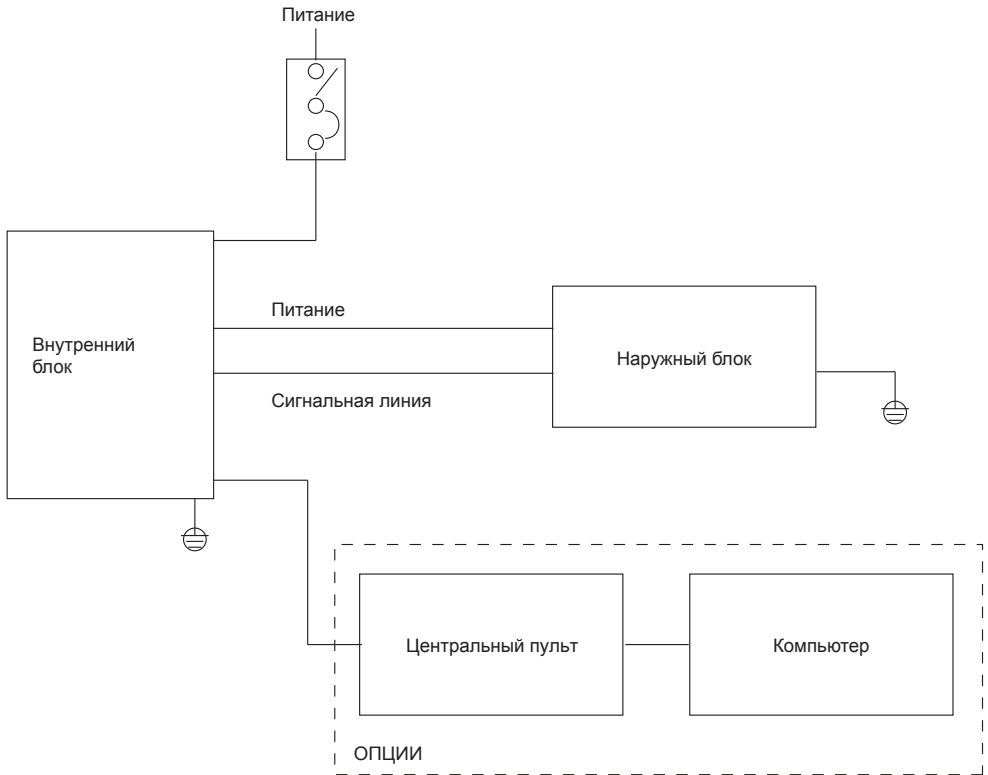 Питание
Питание
Внутренний
блок
Наружный блок
Сигнальная линия
Центральный пульт
Компьютер
ОПЦИИ